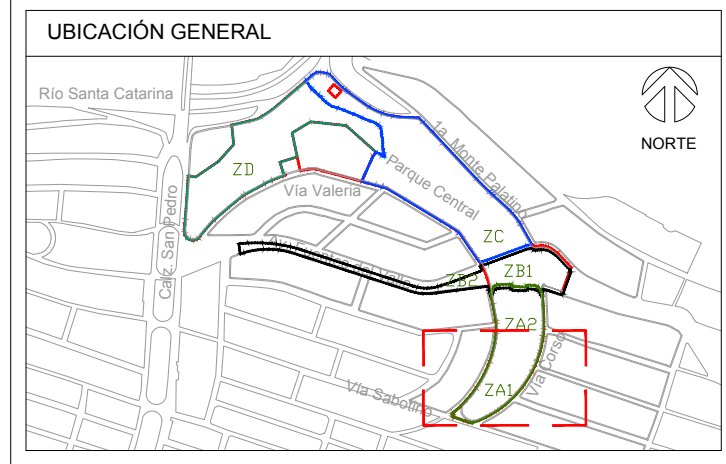 UBICACIÓN GENERAL
Río Santa Catarina
NORTE
1a. Monte Palatino
ZD
Vía Valeria
Parque Central
Calz. San Pedro
ZC
ZB1
ZB2
ZA2
Vía Corso
Vía Sabotino
ZA1